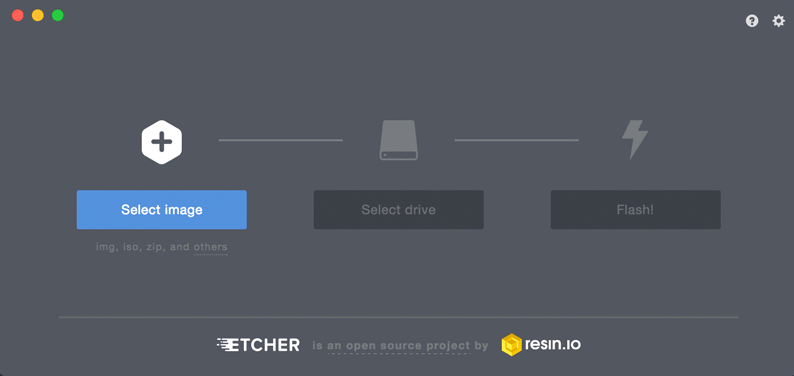 Select image
Select drive
Flash!
img, iso, zip, and others
ETCHER is an open source project by resin.io